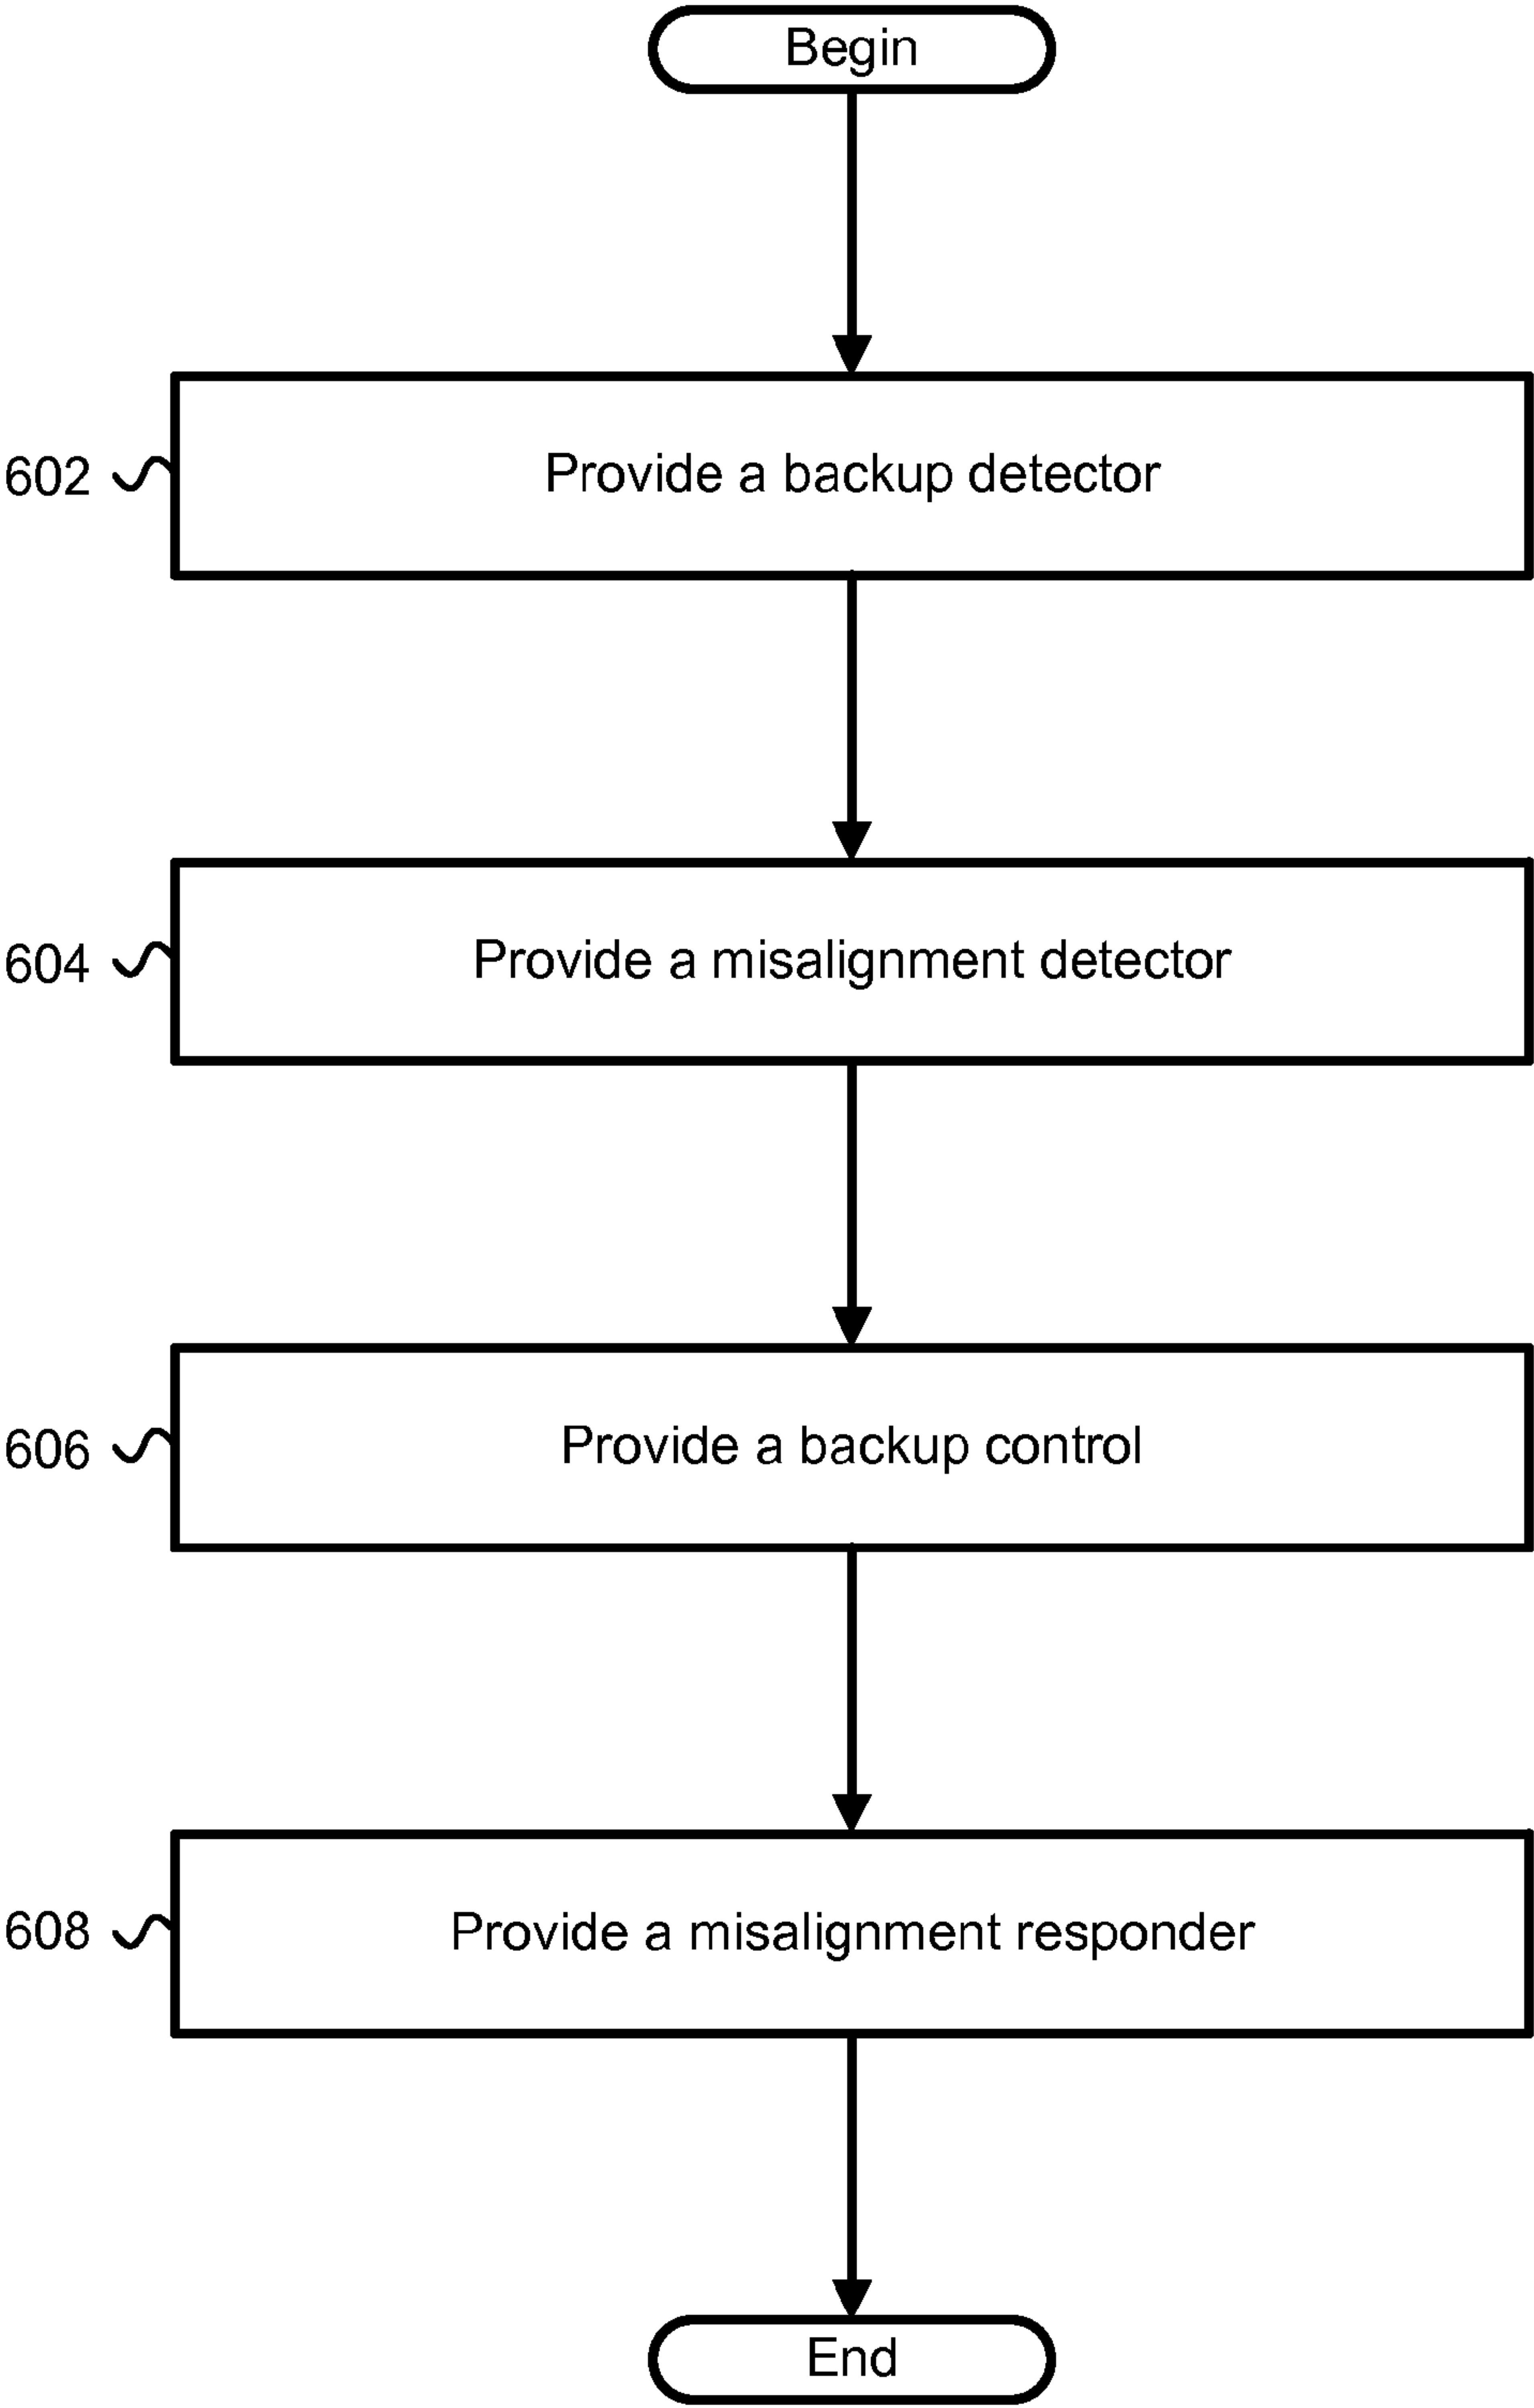 Begin
602
Provide a backup detector
604
Provide a misalignment detector
606
Provide a backup control
608
Provide a misalignment responder
End